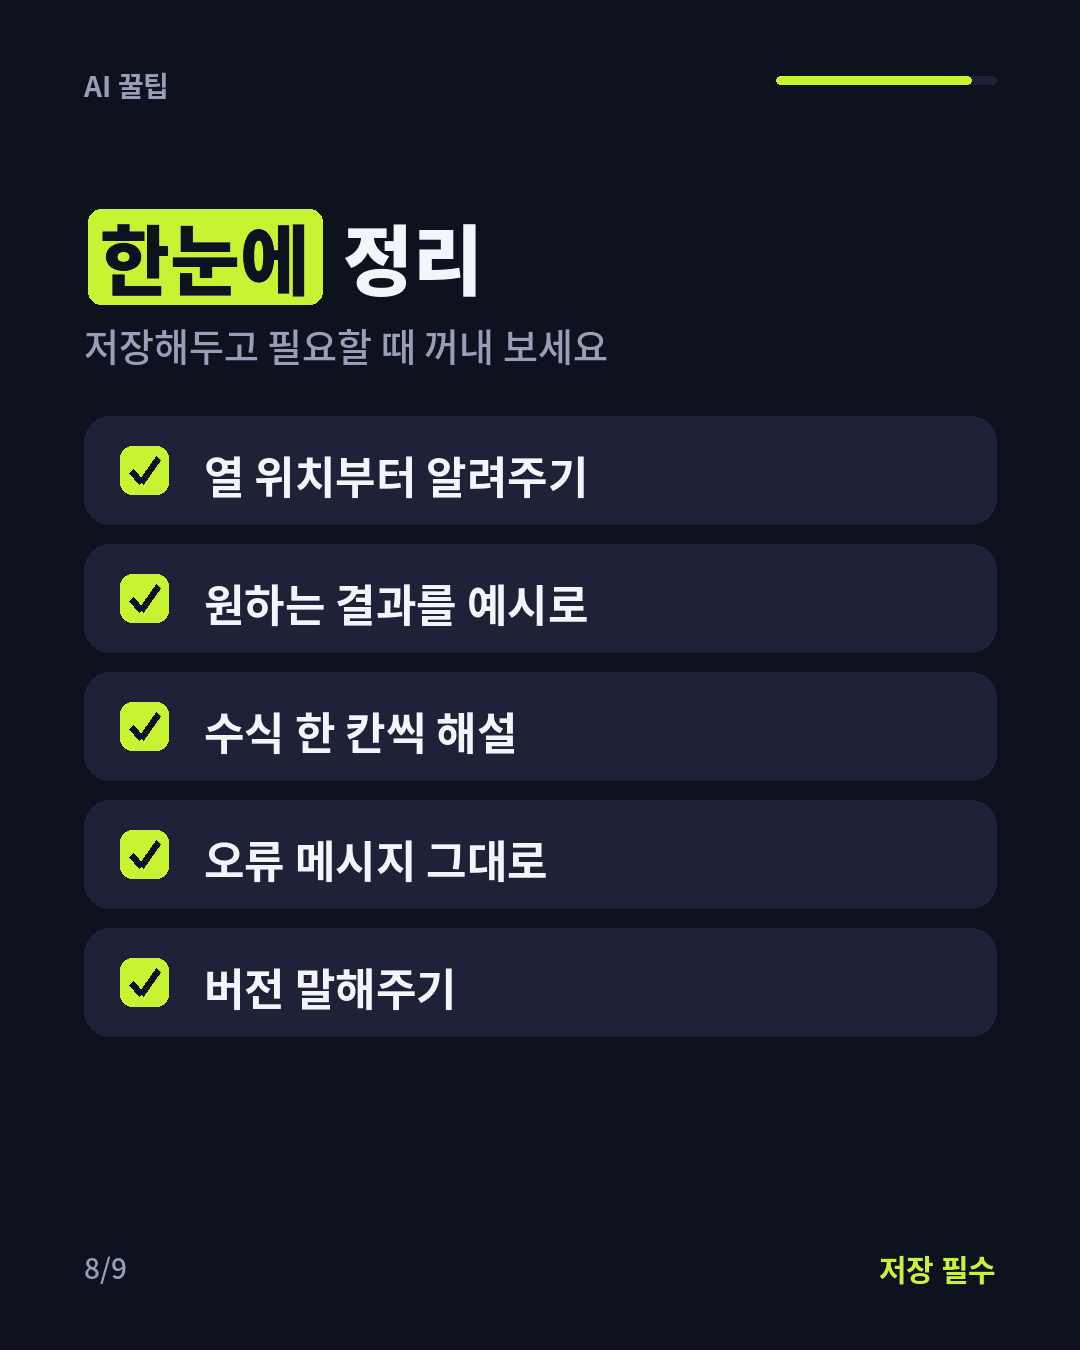 AI 꿀팁
한눈에 정리
저장해두고 필요할 때 꺼내 보세요
열 위치부터 알려주기
원하는 결과를 예시로
수식 한 칸씩 해설
오류 메시지 그대로
버전 말해주기
8/9
저장 필수